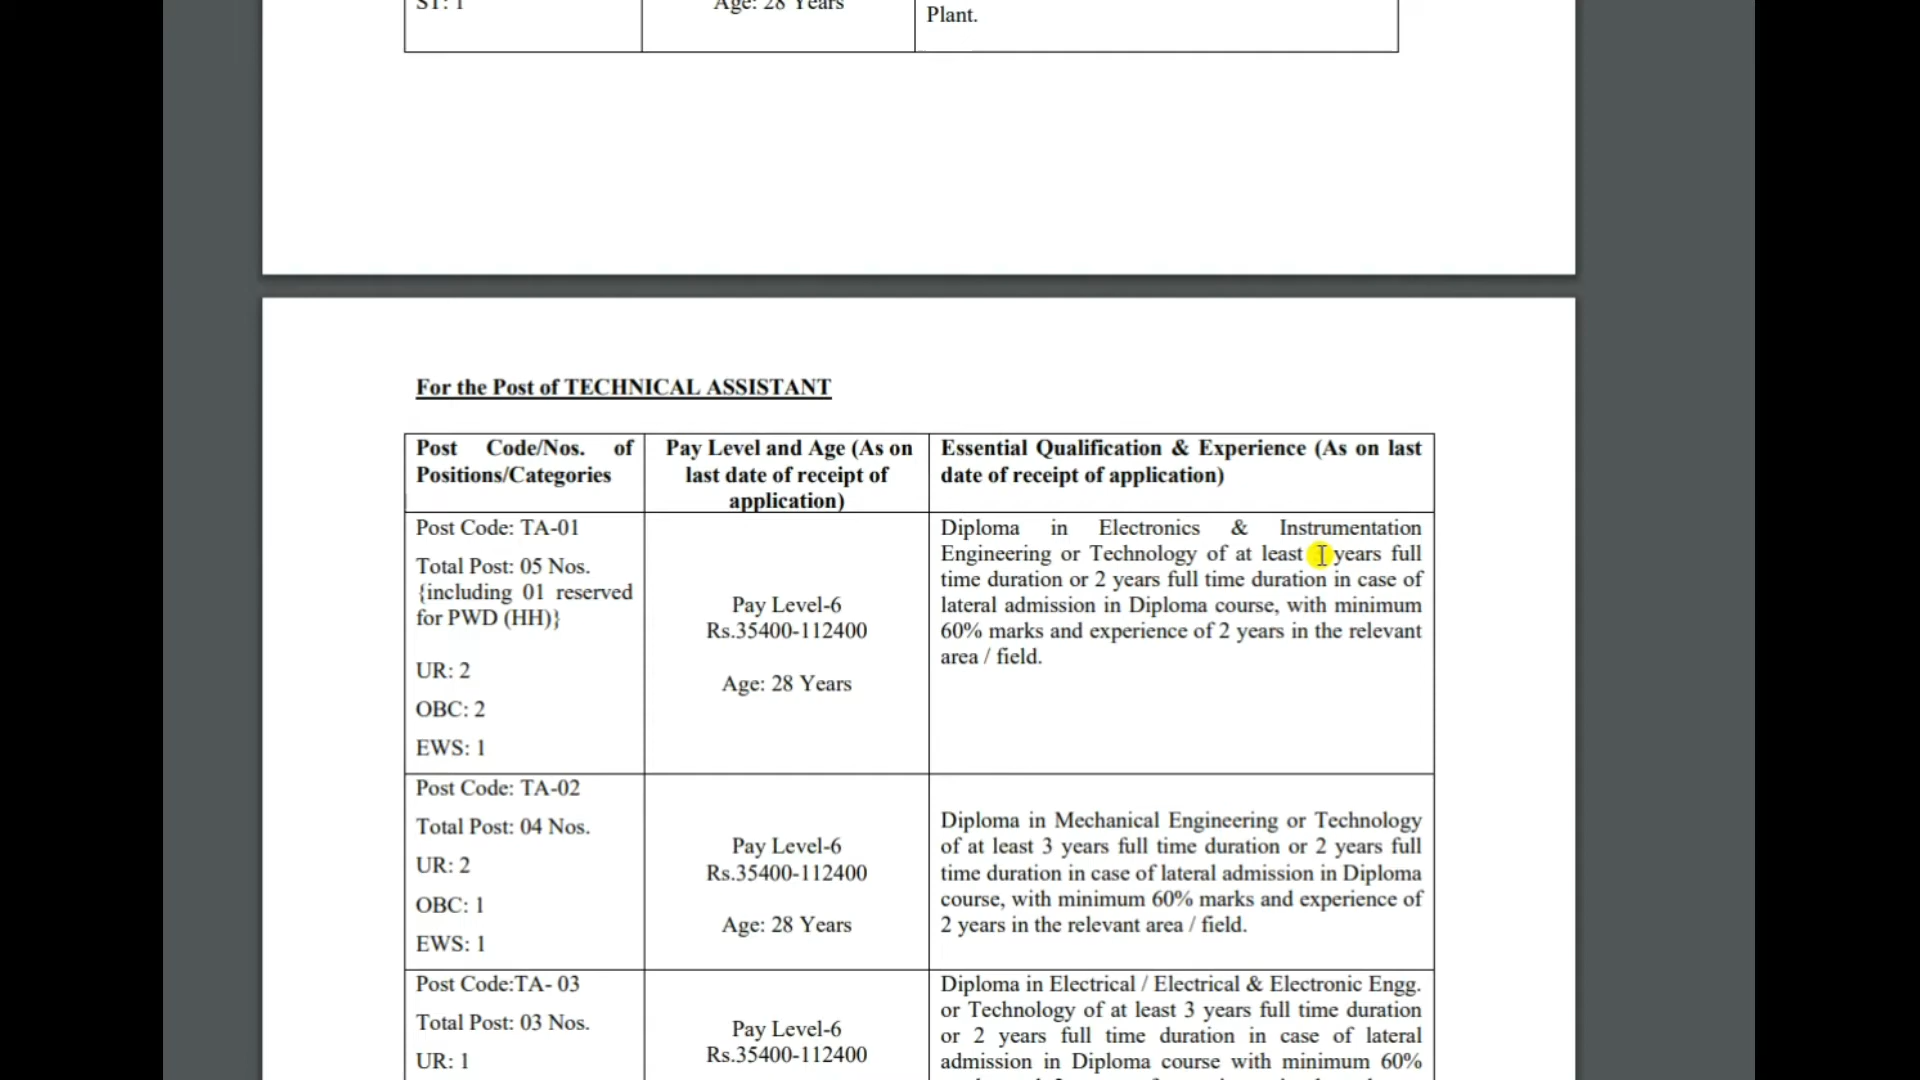 ST: 1
Age: 28 Years
Plant.
For the Post of TECHNICAL ASSISTANT
Post Code/Nos. of
Positions/Categories
Pay Level and Age (As on
last date of receipt of
application)
Essential Qualification & Experience (As on last
date of receipt of application)
Post Code: TA-01
Total Post: 05 Nos.
{including 01 reserved
for PWD (HH)}
UR: 2
OBC: 2
EWS: 1
Pay Level-6
Rs.35400-112400
Age: 28 Years
Diploma in Electronics & Instrumentation
Engineering or Technology of at least years full
time duration or 2 years full time duration in case of
lateral admission in Diploma course, with minimum
60% marks and experience of 2 years in the relevant
area / field.
Post Code: TA-02
Total Post: 04 Nos.
UR: 2
OBC: 1
EWS: 1
Pay Level-6
Rs.35400-112400
Age: 28 Years
Diploma in Mechanical Engineering or Technology
of at least 3 years full time duration or 2 years full
time duration in case of lateral admission in Diploma
course, with minimum 60% marks and experience of
2 years in the relevant area / field.
Post Code:TA- 03
Total Post: 03 Nos.
UR: 1
Pay Level-6
Rs.35400-112400
Diploma in Electrical / Electrical & Electronic Engg.
or Technology of at least 3 years full time duration
or 2 years full time duration in case of lateral
admission in Diploma course with minimum 60%